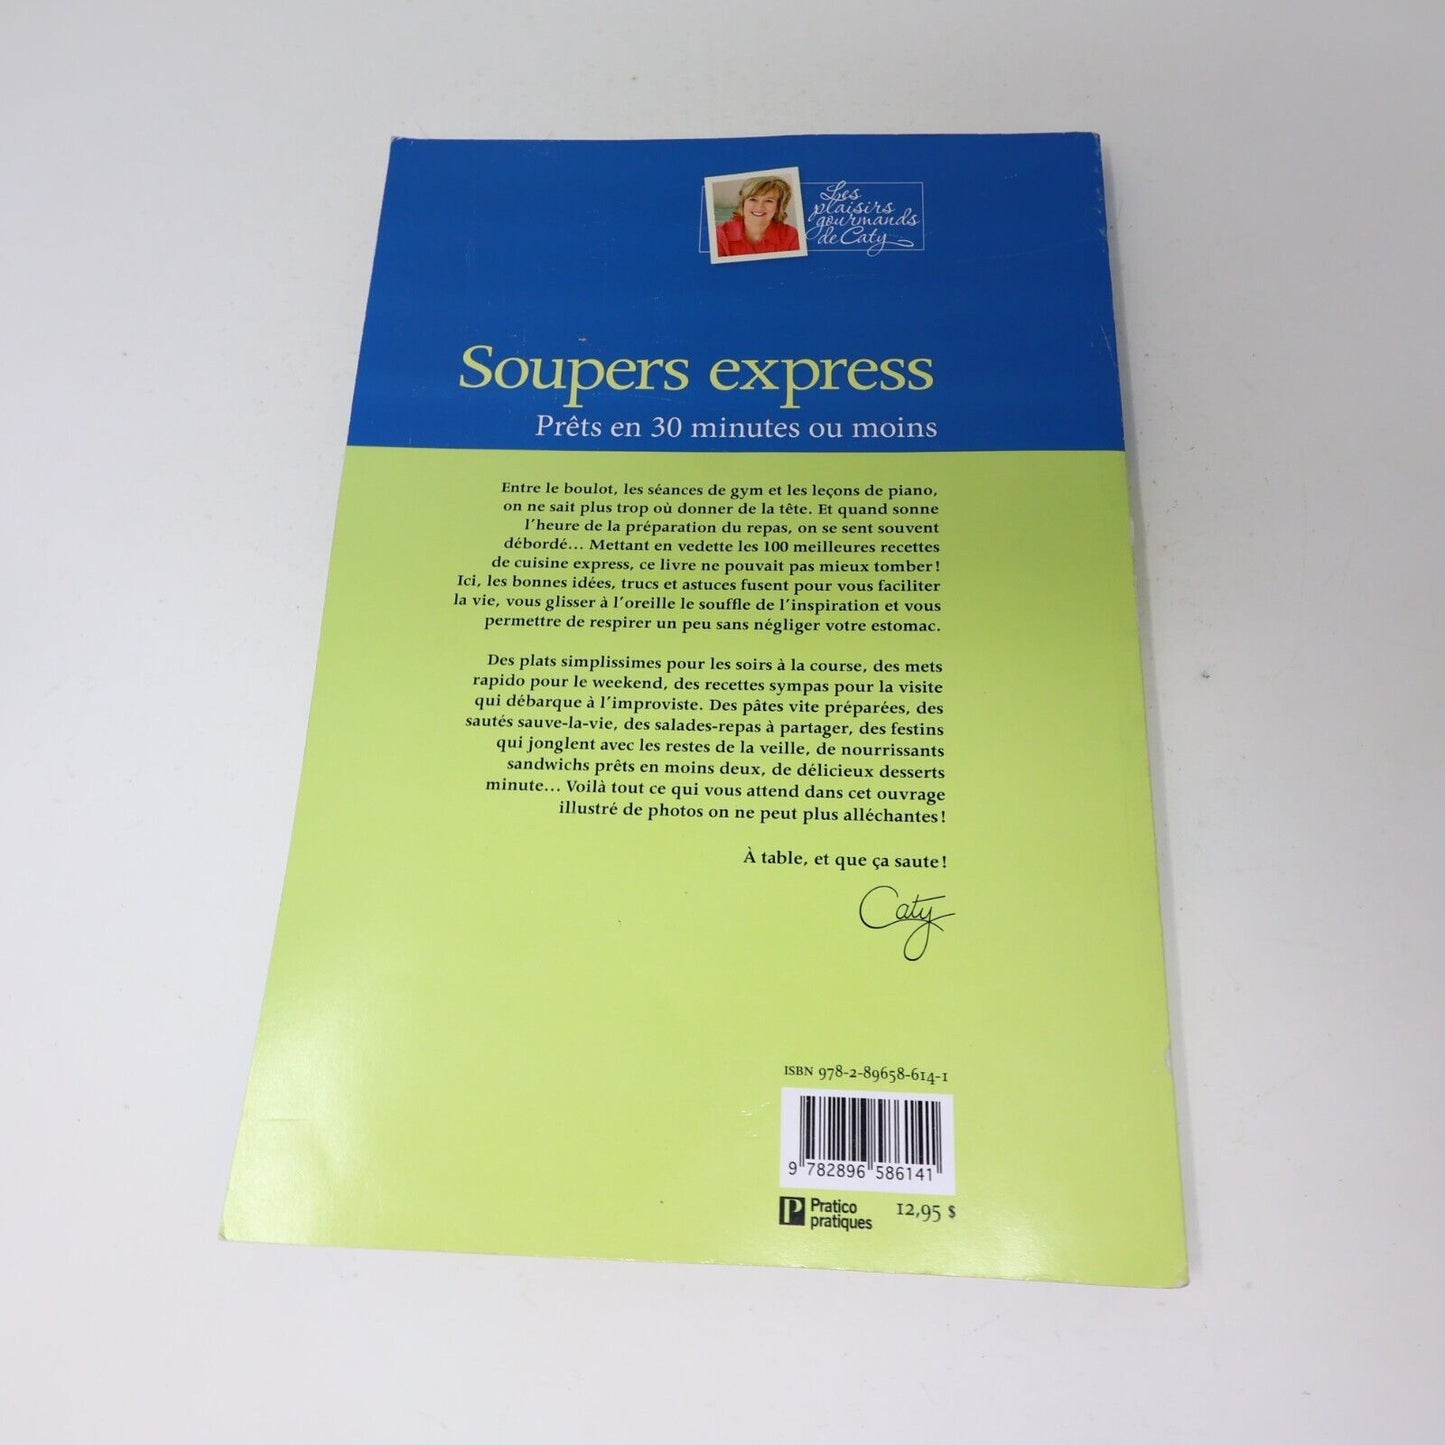 Les
plaisirs
gourmands
de Caty
Soupers express
Prêts en 30 minutes ou moins
Entre le boulot, les séances de gym et les leçons de piano,
on ne sait plus trop où donner de la tête. Et quand sonne
l'heure de la préparation du repas, on se sent souvent
débordé... Mettant en vedette les 100 meilleures recettes
de cuisine express, ce livre ne pouvait pas mieux tomber !
Ici, les bonnes idées, trucs et astuces fusent pour vous faciliter
la vie, vous glisser à l'oreille le souffle de l'inspiration et vous
permettre de respirer un peu sans négliger votre estomac.
Des plats simplissimes pour les soirs à la course, des mets
rapido pour le weekend, des recettes sympas pour la visite
qui débarque à l'improviste. Des pâtes vite préparées, des
sautés sauve-la-vie, des salades-repas à partager, des festins
qui jonglent avec les restes de la veille, de nourrissants
sandwichs prêts en moins deux, de délicieux desserts
minute... Voilà tout ce qui vous attend dans cet ouvrage
illustré de photos on ne peut plus alléchantes !
À table, et que ça saute !
Caty
ISBN 978-2-89658-614-1
9 782896 586141
P Pratico
pratiques
12,95 $